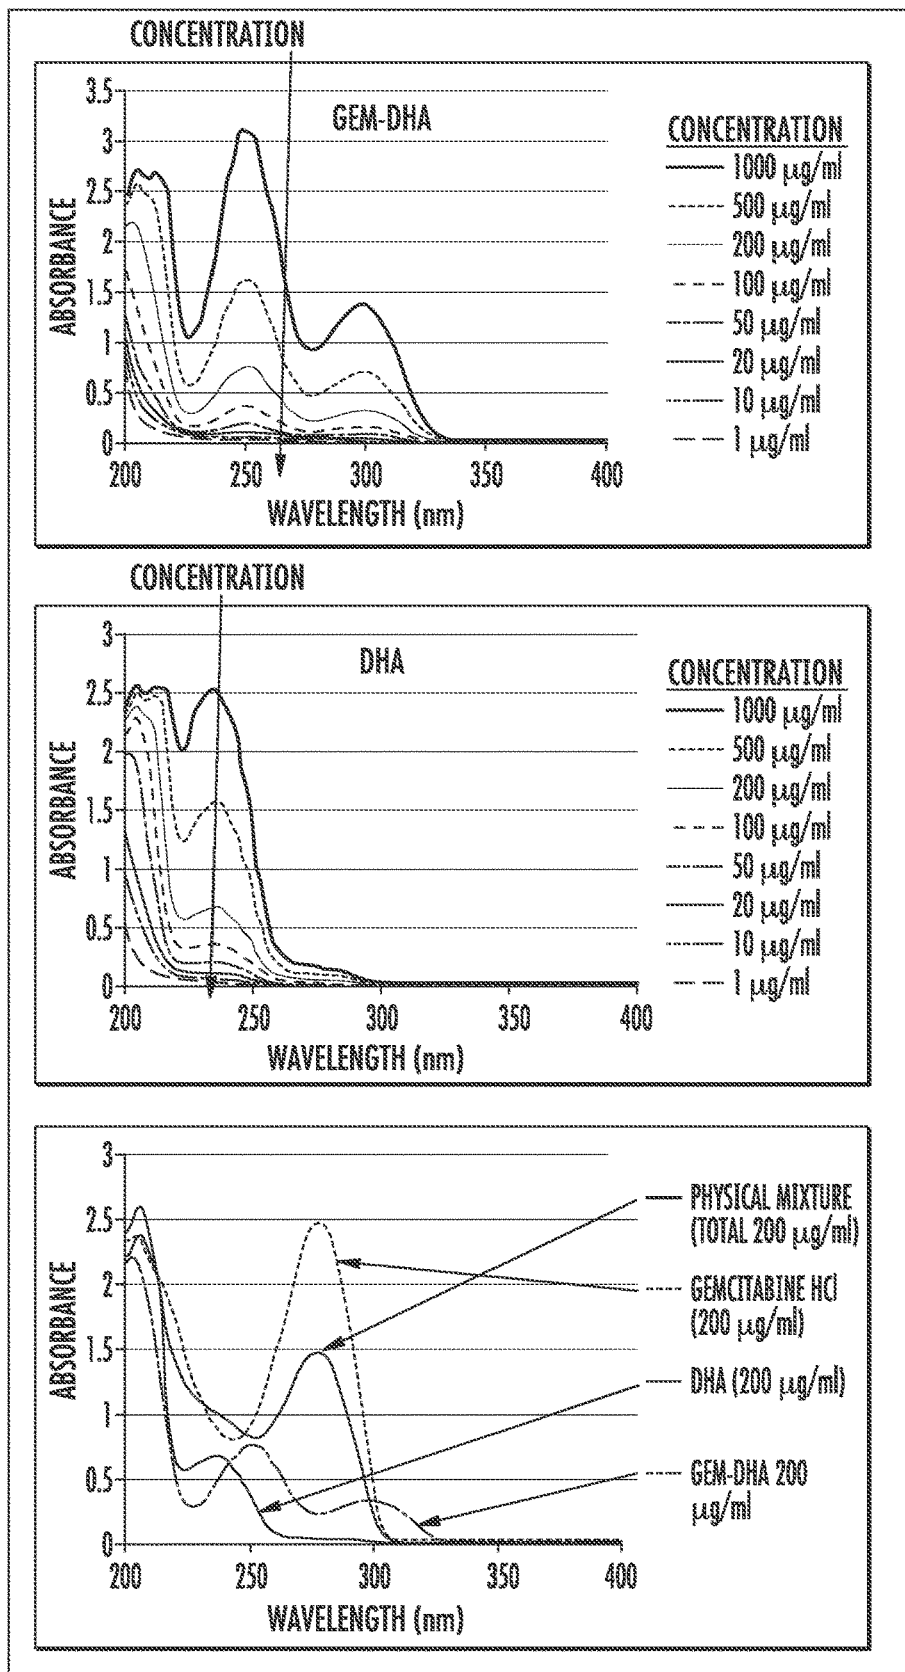 CONCENTRATION
GEM-DHA
ABSORBANCE
3.5
3
2.5
2
1.5
1
0.5
0
200 250 300 350 400
WAVELENGTH (nm)
CONCENTRATION
1000 µg/ml
500 µg/ml
200 µg/ml
100 µg/ml
50 µg/ml
20 µg/ml
10 µg/ml
1 µg/ml
CONCENTRATION
DHA
ABSORBANCE
3
2.5
2
1.5
1
0.5
0
200 250 300 350 400
WAVELENGTH (nm)
CONCENTRATION
1000 µg/ml
500 µg/ml
200 µg/ml
100 µg/ml
50 µg/ml
20 µg/ml
10 µg/ml
1 µg/ml
ABSORBANCE
3
2.5
2
1.5
1
0.5
0
200 250 300 350 400
WAVELENGTH (nm)
PHYSICAL MIXTURE
(TOTAL 200 µg/ml)
GEMCITABINE HCl
(200 µg/ml)
DHA (200 µg/ml)
GEM-DHA 200
µg/ml